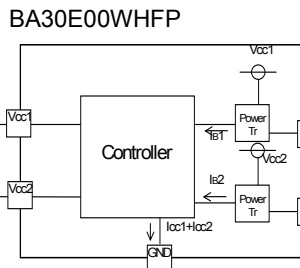 BA30E00WHFP
Vcc1
Vcc1
Power
Tr
IB1
Controller
Vcc2
Vcc2
IB2
Power
Tr
Icc1+Icc2
GND